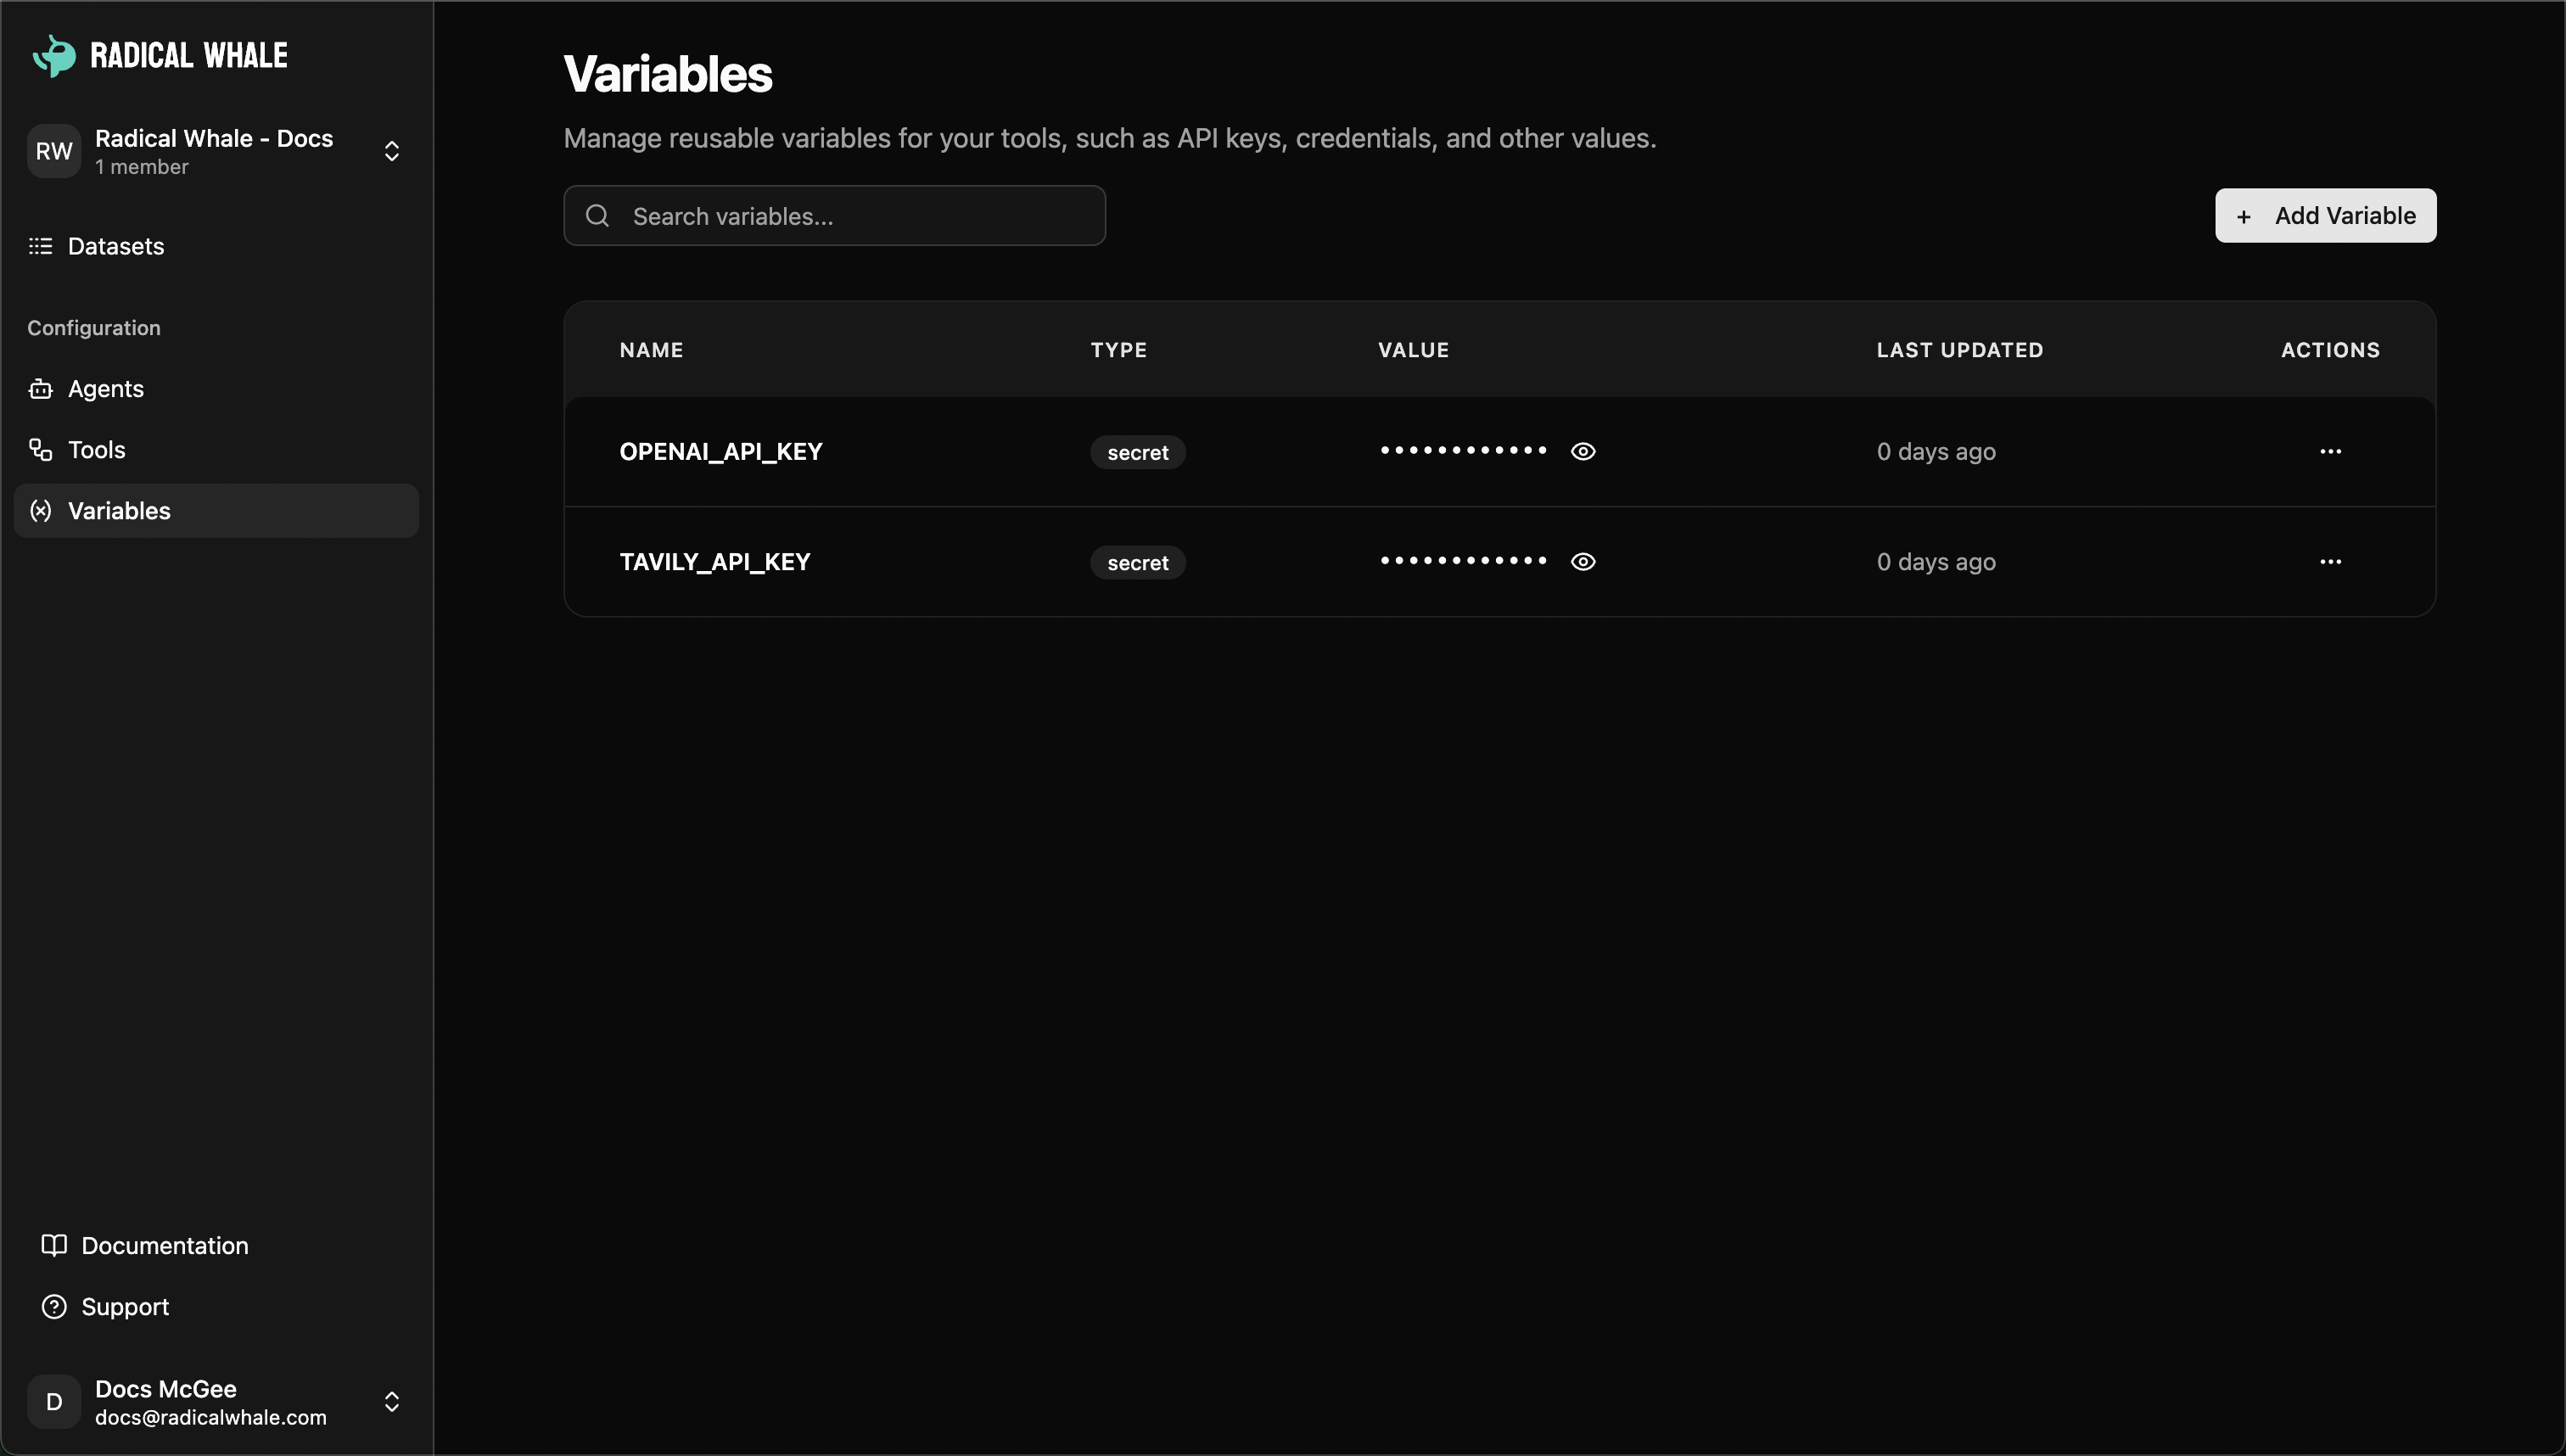 RADICAL WHALE
RW
Radical Whale - Docs
1 member
Datasets
Configuration
Agents
Tools
Variables
Documentation
Support
D
Docs McGee
docs@radicalwhale.com
Variables
Manage reusable variables for your tools, such as API keys, credentials, and other values.
Search variables...
+ Add Variable
NAME TYPE VALUE LAST UPDATED ACTIONS
OPENAI_API_KEY secret •••••••••••• 0 days ago ...
TAVILY_API_KEY secret •••••••••••• 0 days ago ...